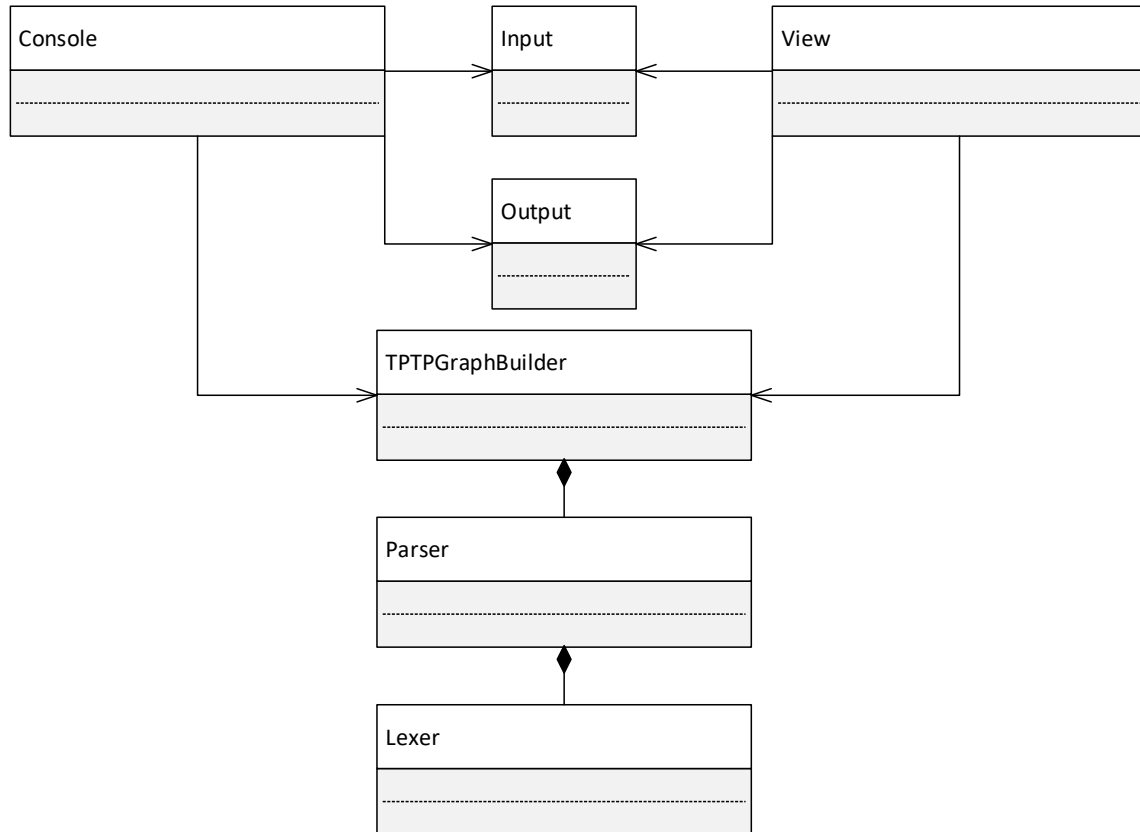 Console
Input
View
Output
TPTPGraphBuilder
Parser
Lexer